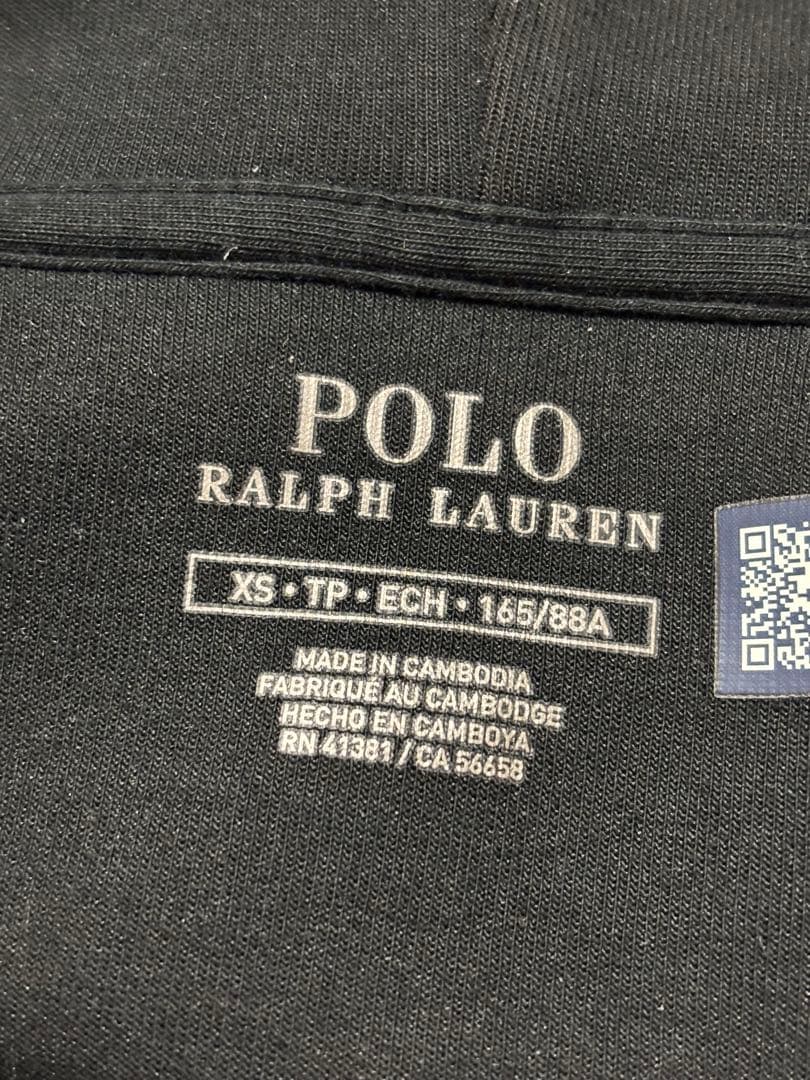 POLO
RALPH LAUREN
XS • TP • ECH • 165/88A
MADE IN CAMBODIA
FABRIQUÉ AU CAMBODGE
HECHO EN CAMBOYA
RN 41381 / CA 56658